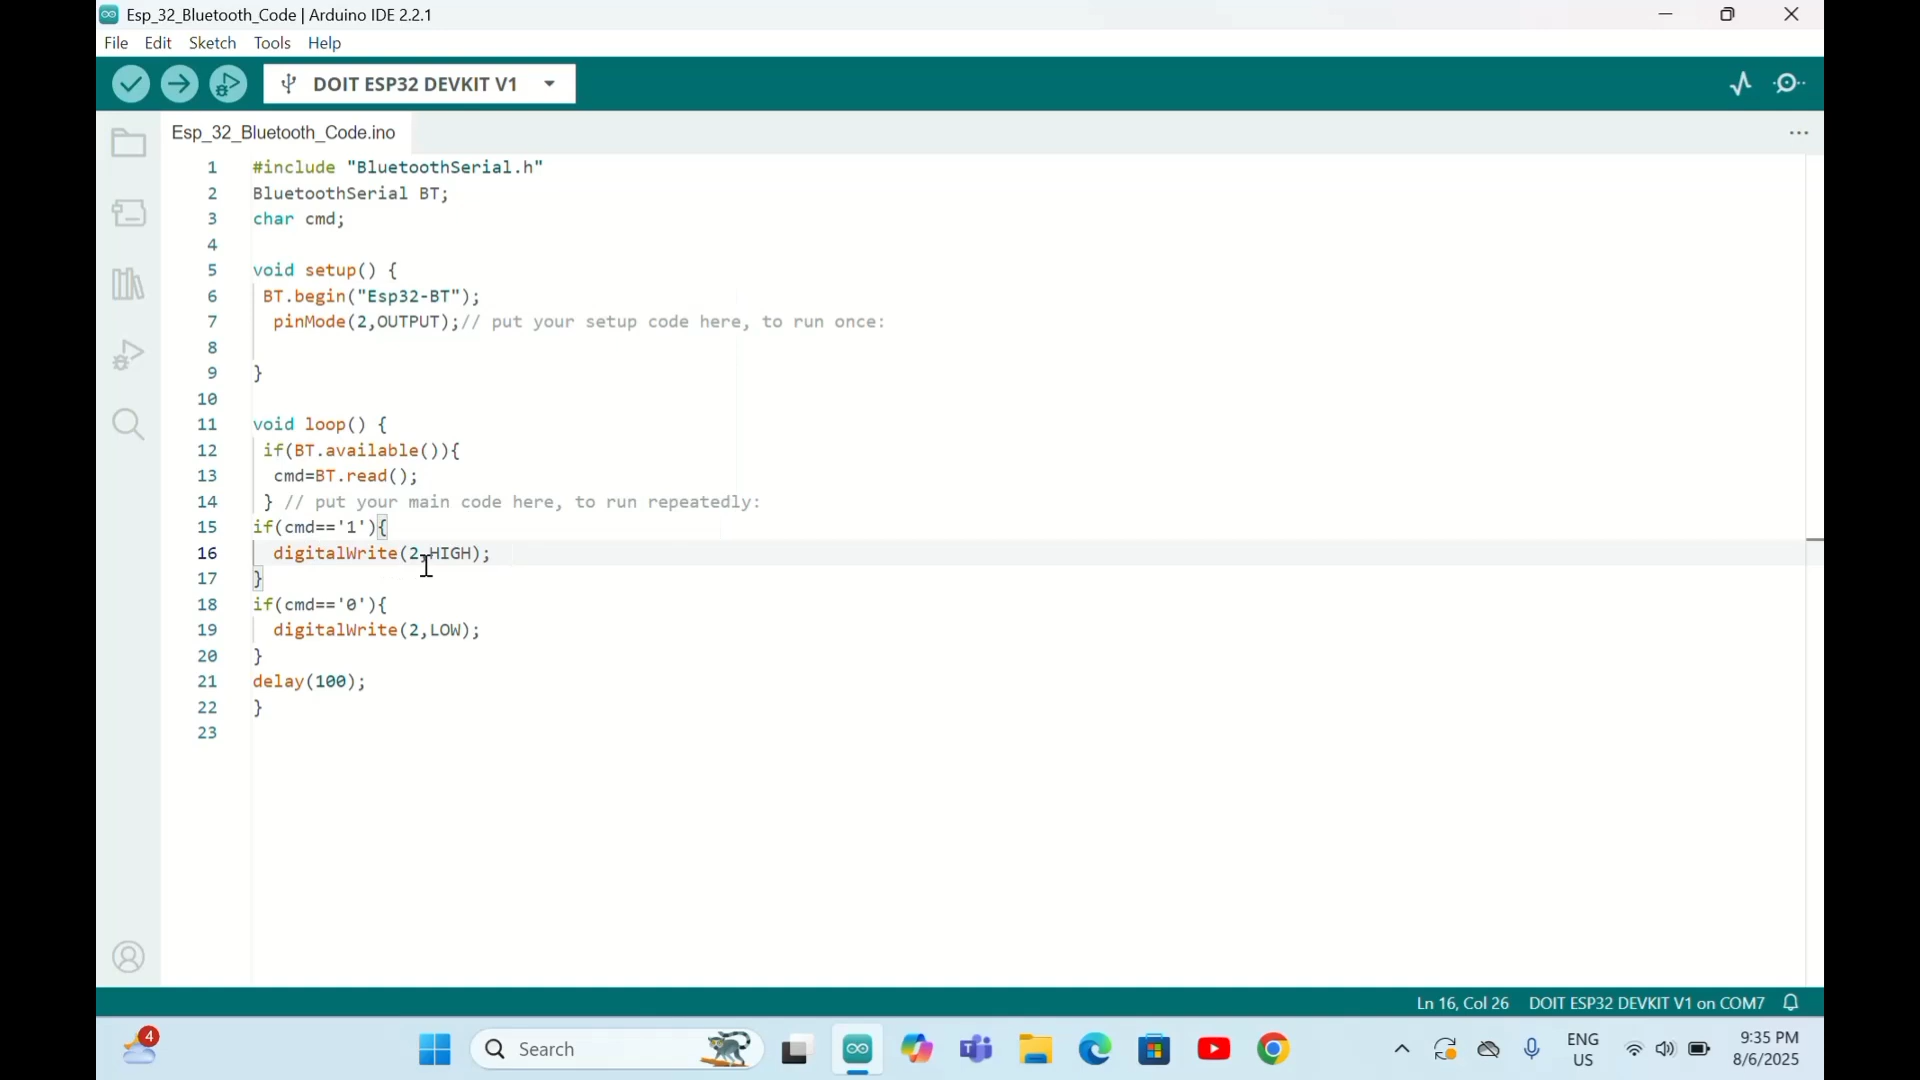 Esp_32_Bluetooth_Code | Arduino IDE 2.2.1
File Edit Sketch Tools Help
DOIT ESP32 DEVKIT V1
Esp_32_Bluetooth_Code.ino
1 #include "BluetoothSerial.h"
2 BluetoothSerial BT;
3 char cmd;
4
5 void setup() {
6 BT.begin("Esp32-BT");
7 pinMode(2,OUTPUT);// put your setup code here, to run once:
8
9 }
10
11 void loop() {
12 if(BT.available()){
13 cmd=BT.read();
14 } // put your main code here, to run repeatedly:
15 if(cmd=='1'){
16 digitalWrite(2,HIGH);
17 }
18 if(cmd=='0'){
19 digitalWrite(2,LOW);
20 }
21 delay(100);
22 }
23
Ln 16, Col 26 DOIT ESP32 DEVKIT V1 on COM7
4
Search
ENG
US
9:35 PM
8/6/2025